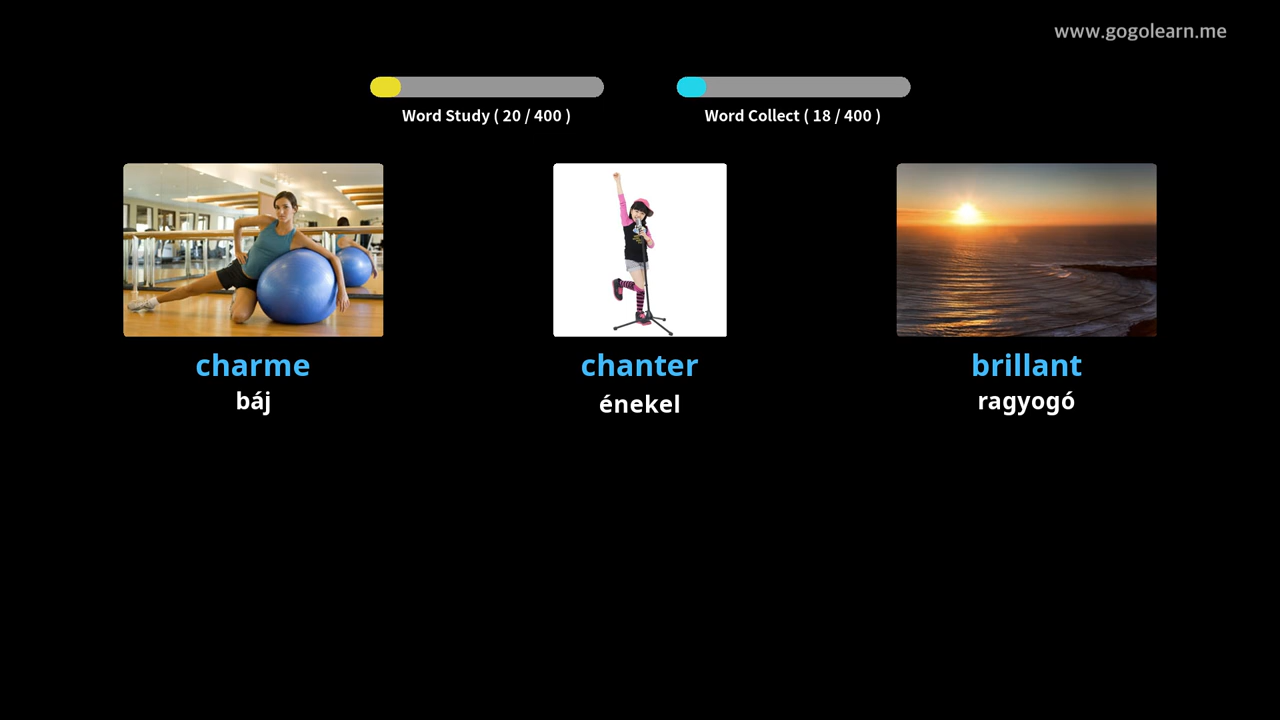 www.gogolearn.me
Word Study ( 20 / 400 )
Word Collect ( 18 / 400 )
charme
báj
chanter
énekel
brillant
ragyogó